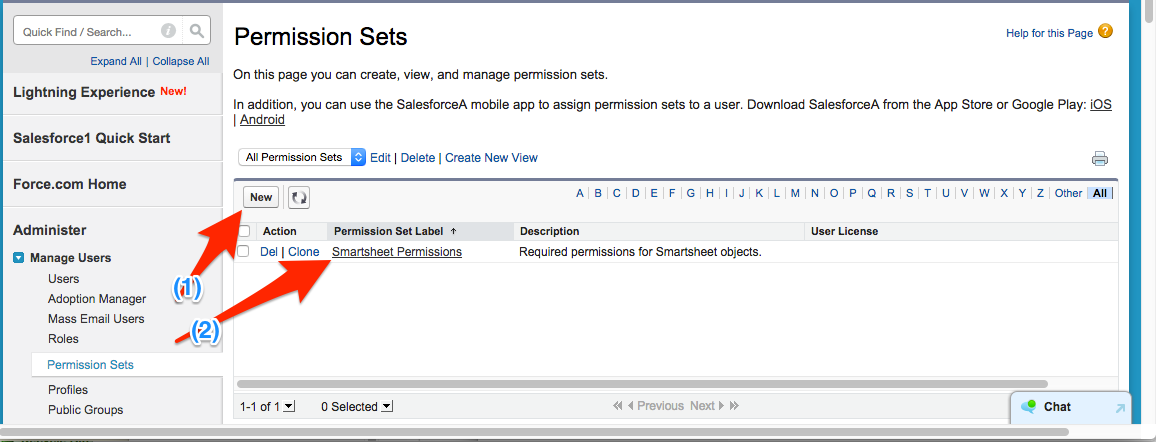 Quick Find / Search...
Expand All | Collapse All
Lightning Experience New!
Salesforce1 Quick Start
Force.com Home
Administer
Manage Users
Users
Adoption Manager
Mass Email Users
Roles
Permission Sets
Profiles
Public Groups
Permission Sets
Help for this Page
On this page you can create, view, and manage permission sets.
In addition, you can use the SalesforceA mobile app to assign permission sets to a user. Download SalesforceA from the App Store or Google Play: iOS
| Android
All Permission Sets Edit | Delete | Create New View
New
A B C D E F G H I J K L M N O P Q R S T U V W X Y Z Other All
Action Permission Set Label ↑ Description User License
Del | Clone Smartsheet Permissions Required permissions for Smartsheet objects.
(1)
(2)
1-1 of 1 0 Selected Previous Next
Chat